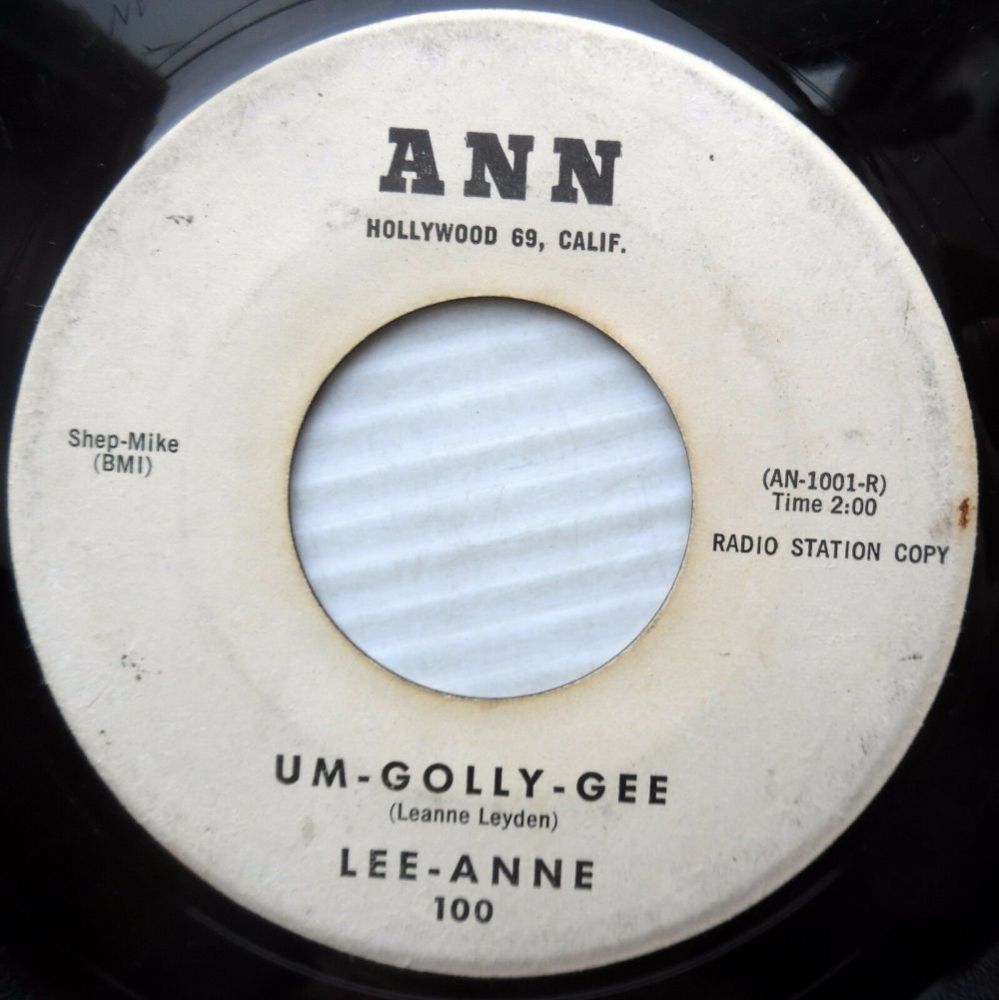 ANN
HOLLYWOOD 69, CALIF.
Shep-Mike
(BMI)
(AN-1001-R)
Time 2:00
RADIO STATION COPY
UM-GOLLY-GEE
(Leanne Leyden)
LEE-ANNE
100